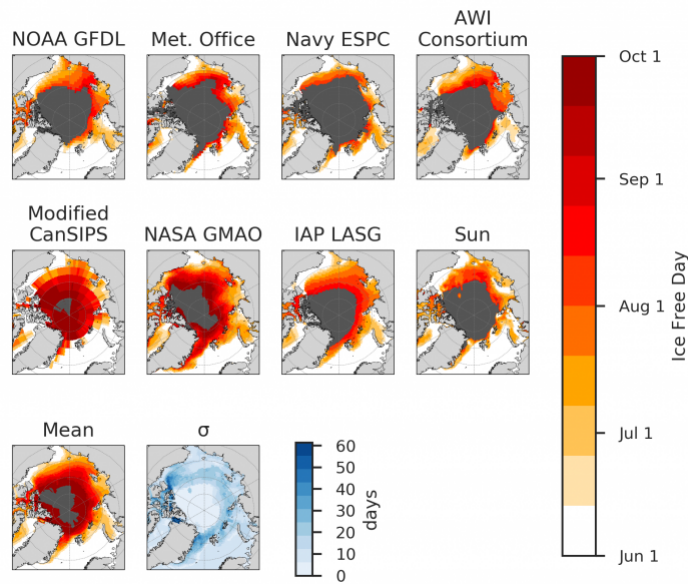 NOAA GFDL
Met. Office
Navy ESPC
AWI
Consortium
Modified
CanSIPS
NASA GMAO
IAP LASG
Sun
Mean
σ
60
50
40
30
20
10
0
days
Oct 1
Sep 1
Aug 1
Jul 1
Jun 1
Ice Free Day